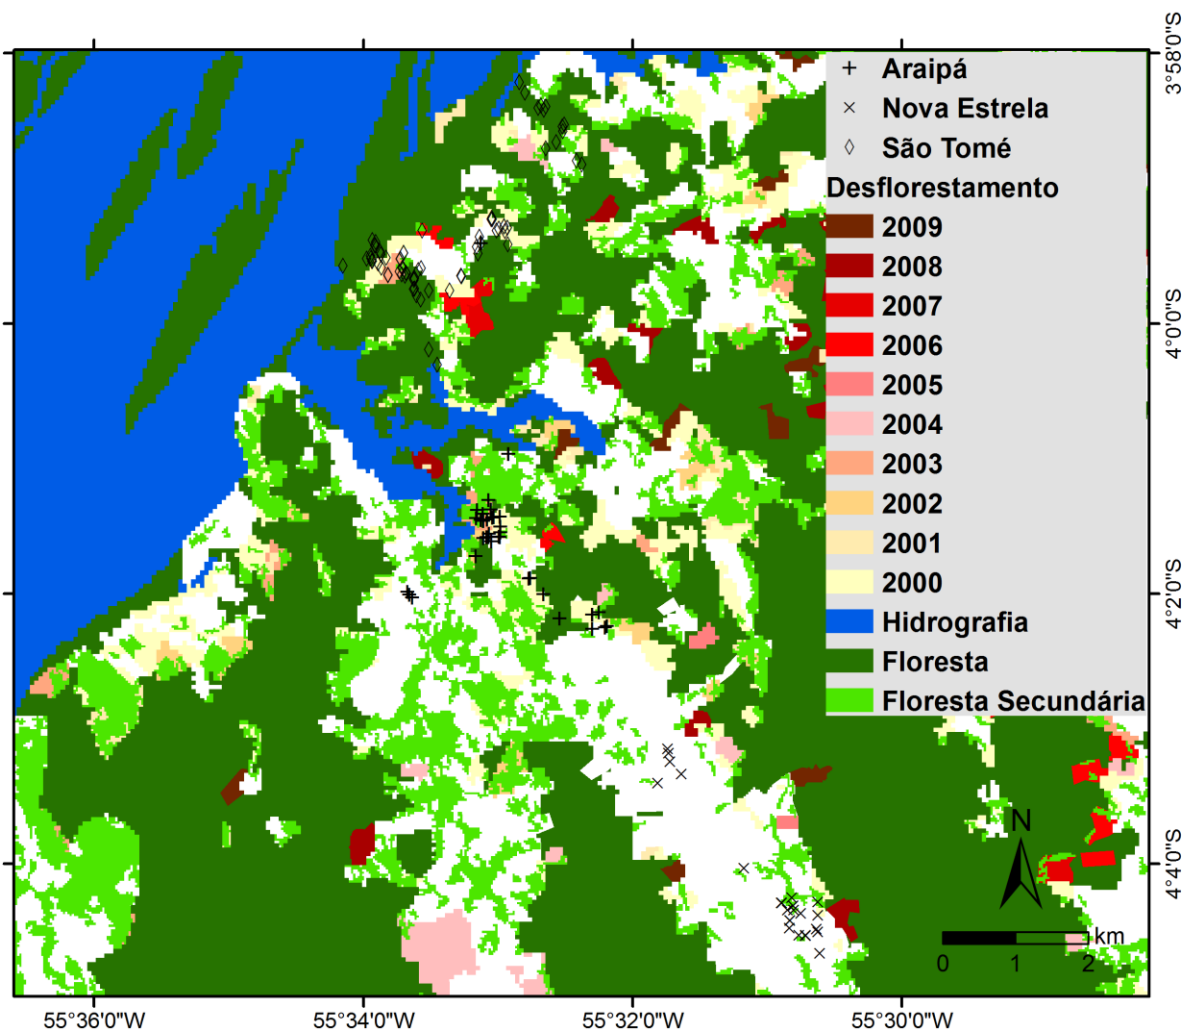 Araipá
Nova Estrela
São Tomé
Desflorestamento
2009
2008
2007
2006
2005
2004
2003
2002
2001
2000
Hidrografia
Floresta
Floresta Secundária
N
km
0 1 2
3°58'0"S
4°0'0"S
4°2'0"S
4°4'0"S
55°36'0"W 55°34'0"W 55°32'0"W 55°30'0"W